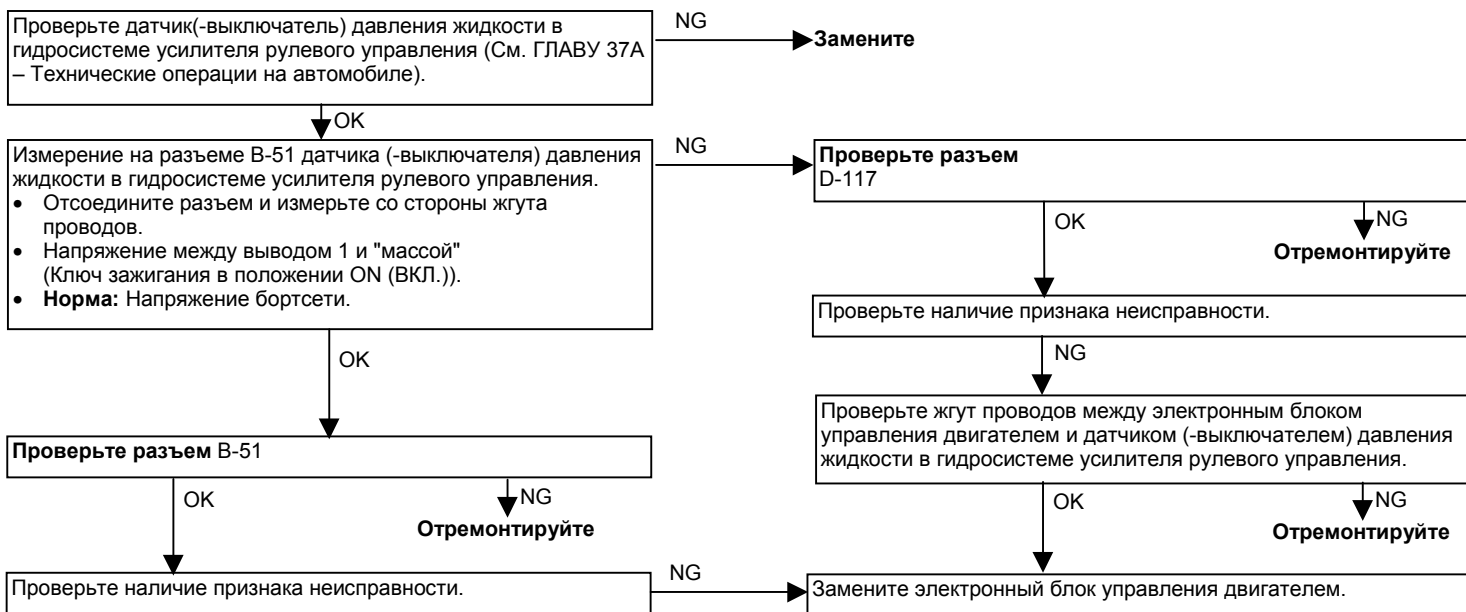 Проверьте датчик(-выключатель) давления жидкости в
гидросистеме усилителя рулевого управления (См. ГЛАВУ 37A
– Технические операции на автомобиле).
NG
Замените
OK
Измерение на разъеме B-51 датчика (-выключателя) давления
жидкости в гидросистеме усилителя рулевого управления.
• Отсоедините разъем и измерьте со стороны жгута
проводов.
• Напряжение между выводом 1 и "массой"
(Ключ зажигания в положении ON (ВКЛ.)).
• Норма: Напряжение бортсети.
NG
Проверьте разъем
D-117
OK
NG
Отремонтируйте
Проверьте наличие признака неисправности.
NG
Проверьте жгут проводов между электронным блоком
управления двигателем и датчиком (-выключателем) давления
жидкости в гидросистеме усилителя рулевого управления.
OK
NG
Отремонтируйте
OK
Проверьте разъем B-51
OK
NG
Отремонтируйте
Проверьте наличие признака неисправности.
NG
Замените электронный блок управления двигателем.